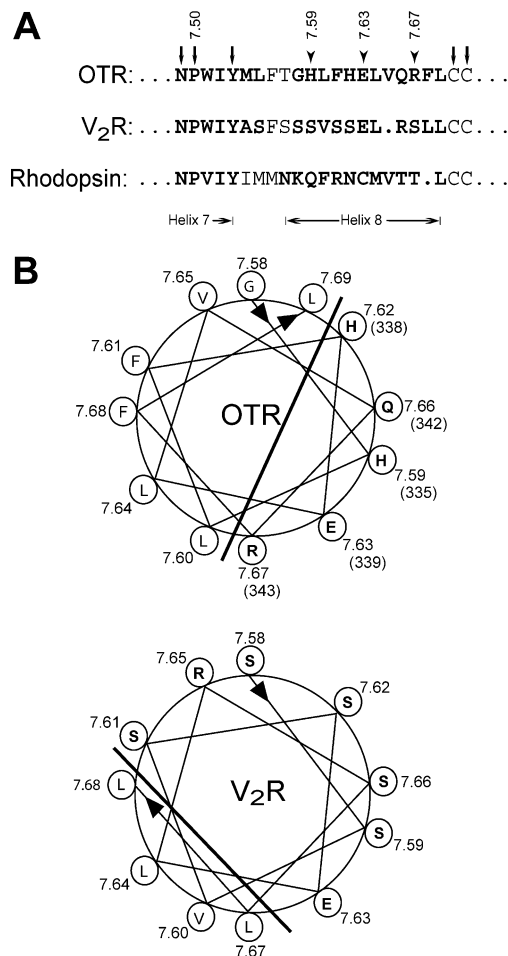 A
7.50 7.59 7.63 7.67
OTR: ...NPWIYMLFTGHLFHELVQRFLCC...
V2R: ...NPWIYASFSSSVSSEL.RSLLCC...
Rhodopsin: ...NPVIYIMMNKQFRNCMVTT.LCC...
Helix 7 Helix 8
B
7.65 7.58 7.69
V G L
7.62
H (338)
7.61
F
7.68 F OTR Q 7.66
(342)
H
7.59
(335)
L
7.64
E
7.63
(339)
7.60 L R
7.67
(343)
7.65 7.58
R S
S 7.62
7.61
S
7.68 L V2R S 7.66
S
7.59
L
7.64
E 7.63
V
7.60 L
7.67